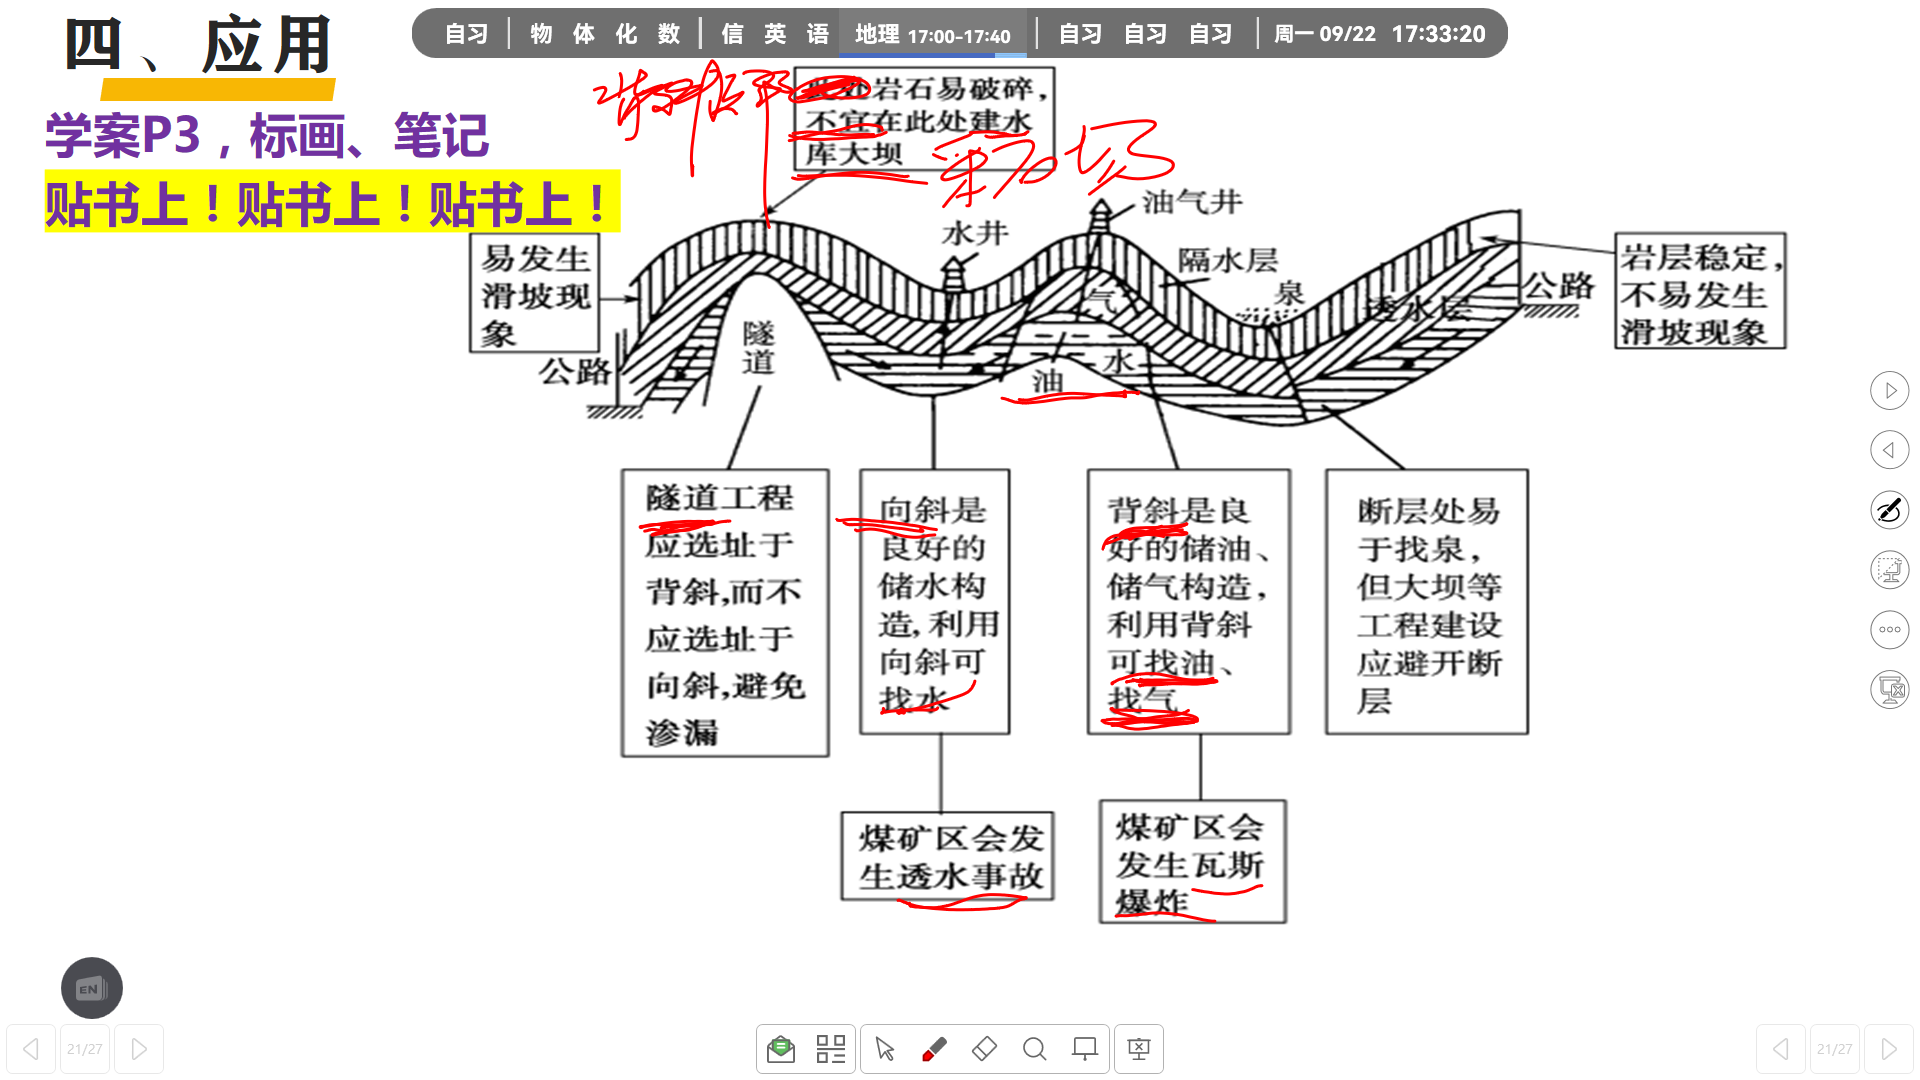 四、应用
自习 | 物 体 化 数 | 信 英 语 地理 17:00-17:40 | 自习 自习 自习 | 周一 09/22 17:33:20
学案P3，标画、笔记
贴书上！贴书上！贴书上！
岩石易破碎，
不宜在此处建水
库大坝
采石场
易发生
滑坡现
象
公路
隧
道
水井
油气井
隔水层
气
油
水
泉
透水层
公路
岩层稳定，
不易发生
滑坡现象
隧道工程
应选址于
背斜,而不
应选址于
向斜,避免
渗漏
向斜是
良好的
储水构
造,利用
向斜可
找水
背斜是良
好的储油、
储气构造，
利用背斜
可找油、
找气
断层处易
于找泉，
但大坝等
工程建设
应避开断
层
煤矿区会发
生透水事故
煤矿区会
发生瓦斯
爆炸
EN
21/27
21/27